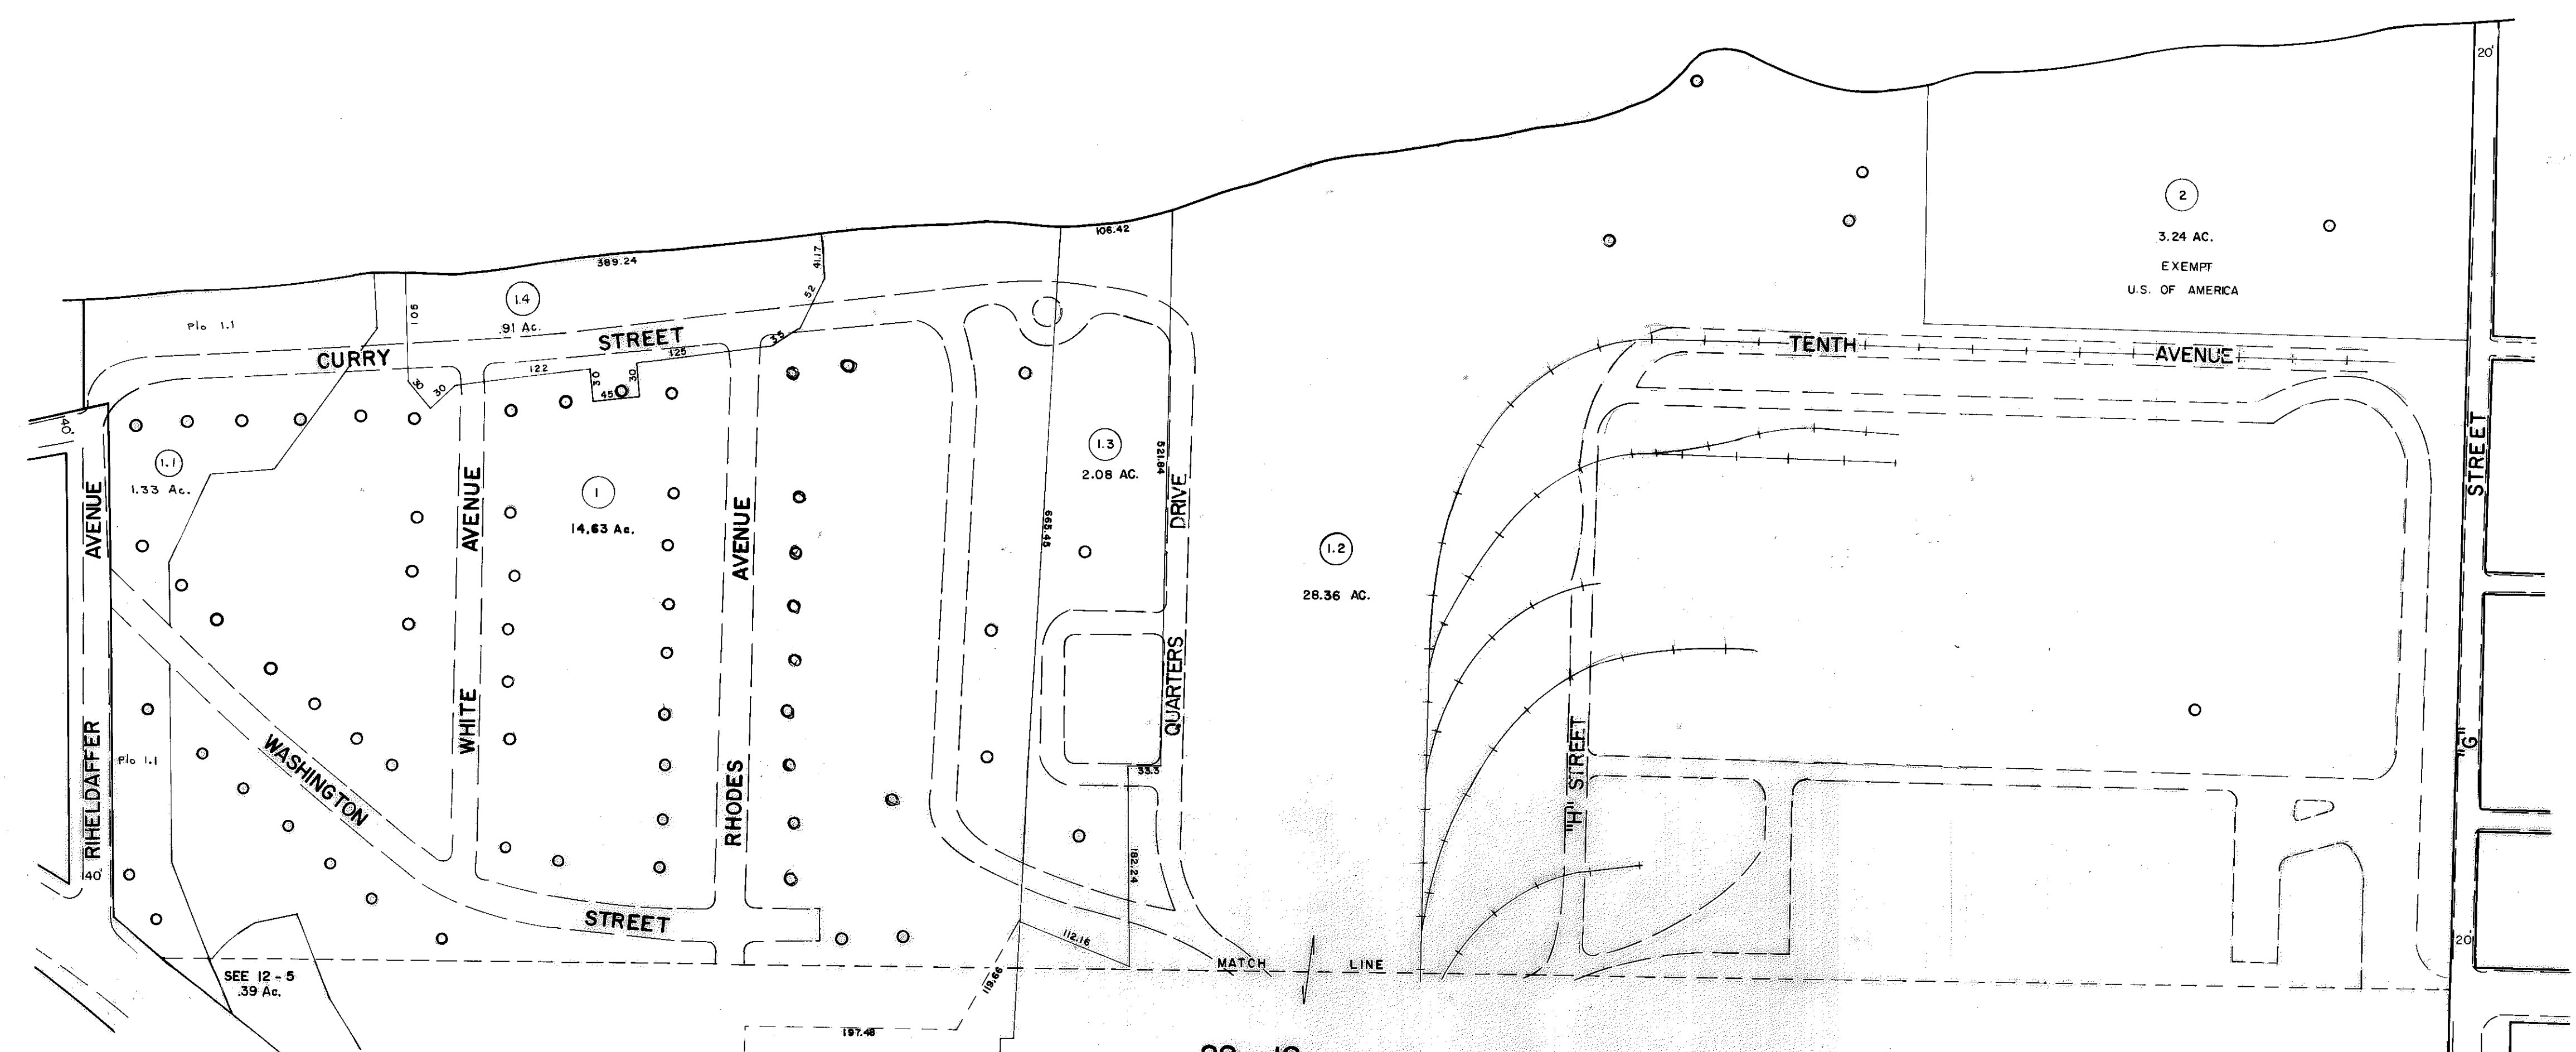 20'
2
3.24 AC.
EXEMPT
U.S. OF AMERICA
106.42
389.24
41.17
52
35
105
1.4
.91 Ac.
P/o 1.1
CURRY STREET
125
122
30
30
45
30
30
TENTH AVENUE
40'
1.1
1.33 Ac.
1
14.63 Ac.
1.3
2.08 AC.
521.84
665.45
1.2
28.36 AC.
RIHELDAFFER AVENUE
WHITE AVENUE
RHODES AVENUE
QUARTERS DRIVE
"H" STREET
"G" STREET
P/o 1.1
WASHINGTON STREET
33.3
182.24
40'
20'
112.16
119.66
MATCH LINE
SEE 12-5
.39 Ac.
197.48